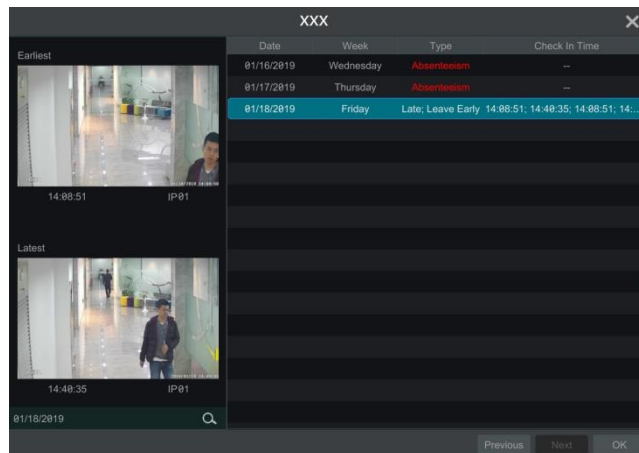 XXX
Earliest
14:08:51 IP01
Latest
14:40:35 IP01
01/18/2019
Date Week Type Check In Time
01/16/2019 Wednesday Absenteeism --
01/17/2019 Thursday Absenteeism --
01/18/2019 Friday Late; Leave Early 14:08:51; 14:40:35; 14:08:51; 14:...
Previous Next OK